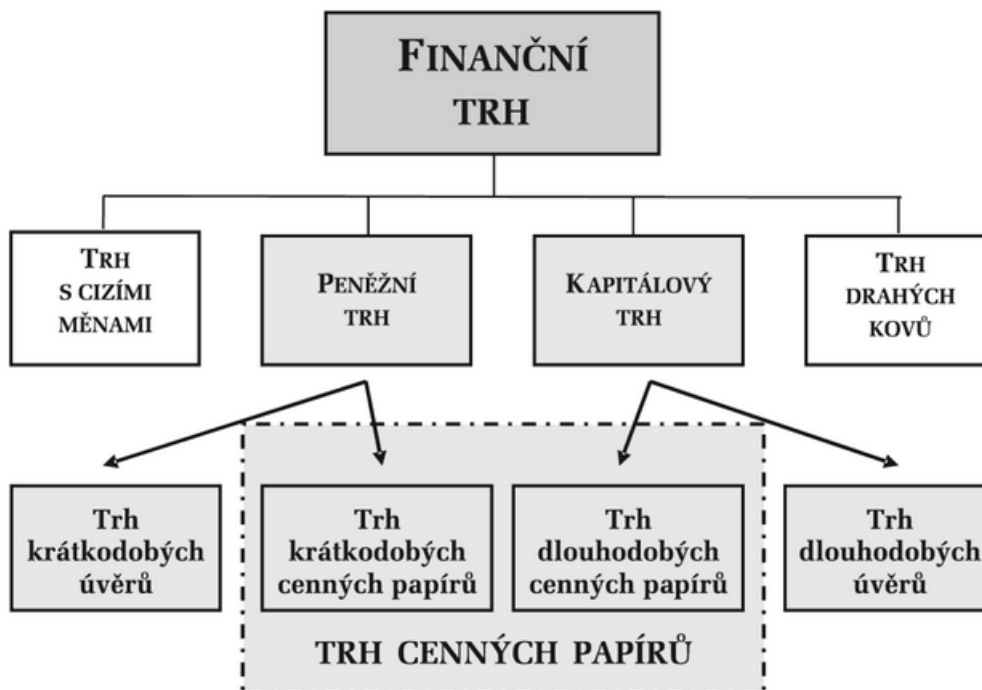 FINANČNÍ
TRH
TRH
S CIZÍMI
MĚNAMI
PENĚŽNÍ
TRH
KAPITÁLOVÝ
TRH
TRH
DRAHÝCH
KOVŮ
Trh
krátkodobých
úvěrů
Trh
krátkodobých
cenných papírů
Trh
dlouhodobých
cenných papírů
Trh
dlouhodobých
úvěrů
TRH CENNÝCH PAPÍRŮ